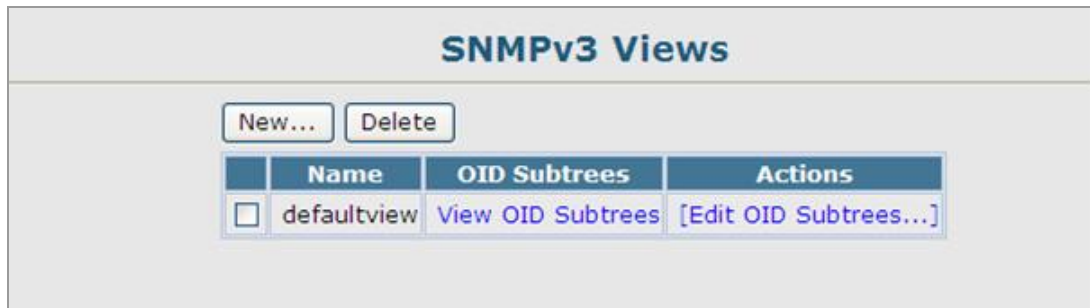 SNMPv3 Views
New... Delete
Name OID Subtrees Actions
defaultview View OID Subtrees [Edit OID Subtrees...]